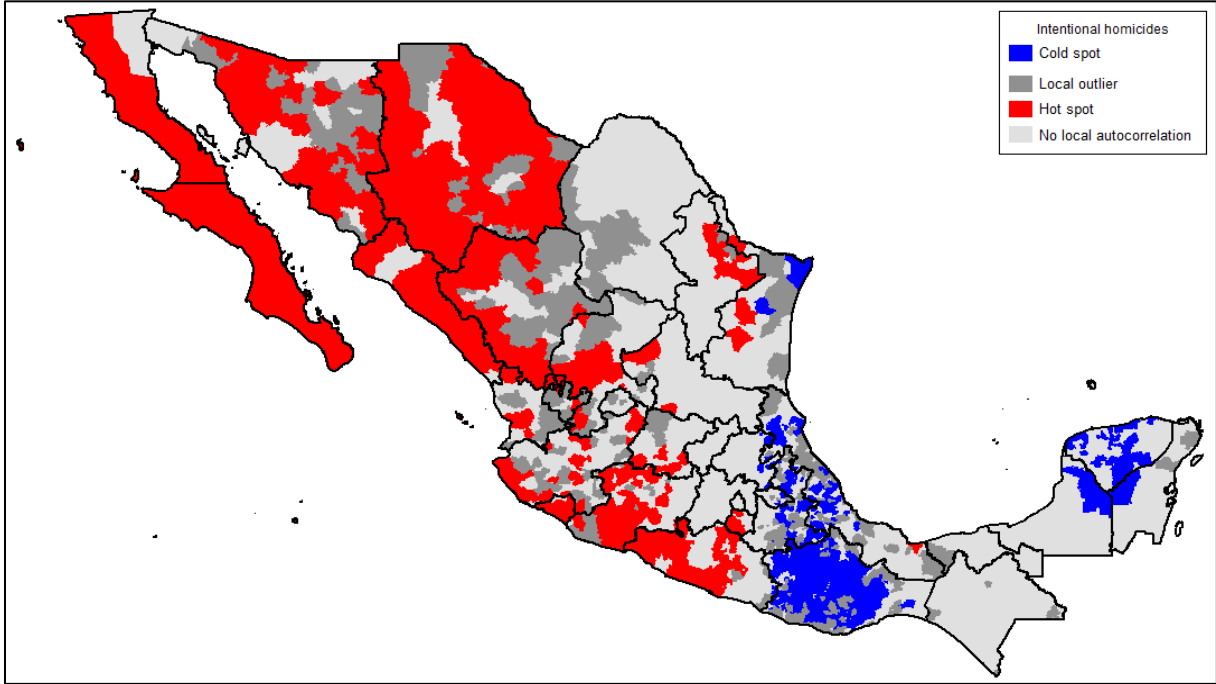 Intentional homicides
Cold spot
Local outlier
Hot spot
No local autocorrelation